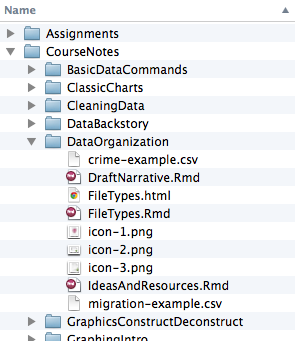 Name
Assignments
CourseNotes
BasicDataCommands
ClassicCharts
CleaningData
DataBackstory
DataOrganization
crime-example.csv
DraftNarrative.Rmd
FileTypes.html
FileTypes.Rmd
icon-1.png
icon-2.png
icon-3.png
IdeasAndResources.Rmd
migration-example.csv
GraphicsConstructDeconstruct
GraphingIntro